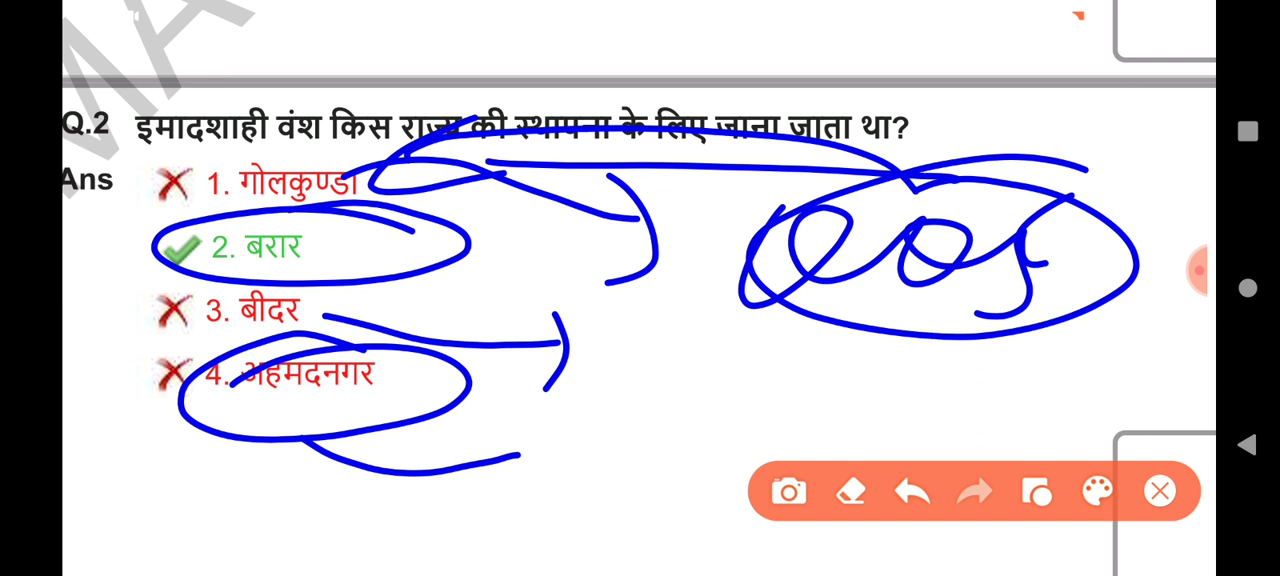 Q.2 इमादशाही वंश किस राज्य की स्थापना के लिए जाना जाता था?
Ans 1. गोलकुण्डा
2. बरार
3. बीदर
4. अहमदनगर